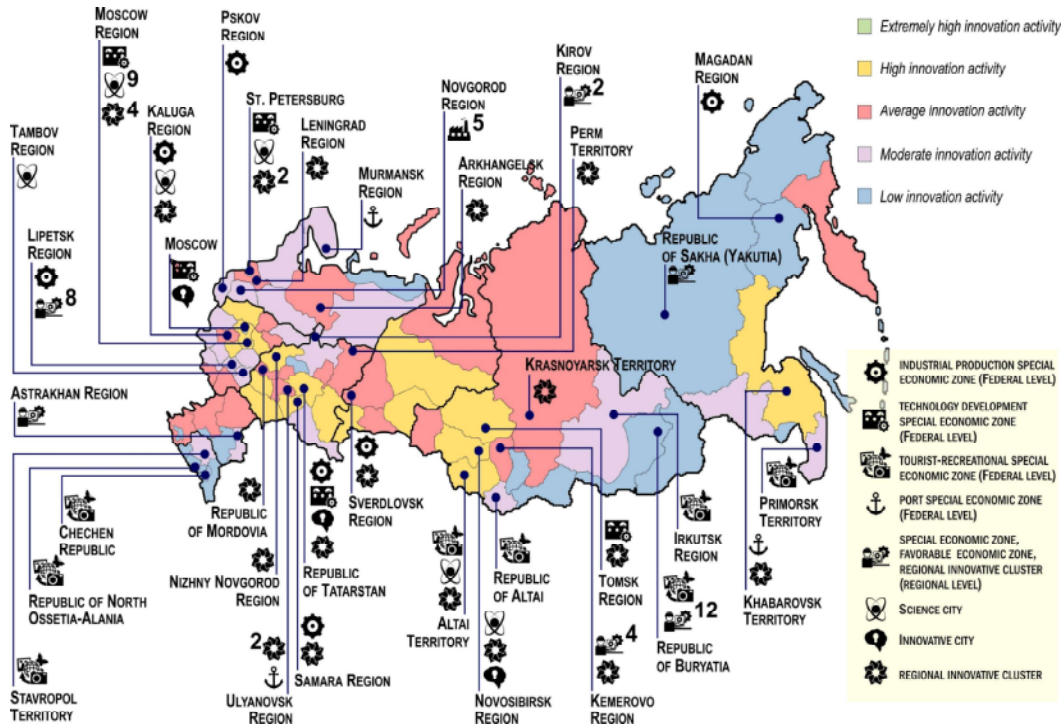 MOSCOW
REGION
9
4
PSKOV
REGION
KALUGA
REGION
ST. PETERSBURG
2
LENINGRAD
REGION
MURMANSK
REGION
NOVGOROD
REGION
5
ARKHANGELSK
REGION
KIROV
REGION
2
PERM
TERRITORY
MAGADAN
REGION
Extremely high innovation activity
High innovation activity
Average innovation activity
Moderate innovation activity
Low innovation activity
TAMBOV
REGION
LIPETSK
REGION
8
MOSCOW
REPUBLIC
OF SAKHA (YAKUTIA)
KRASNOYARSK TERRITORY
ASTRAKHAN REGION
CHECHEN
REPUBLIC
REPUBLIC OF NORTH
OSSETIA-ALANIA
STAVROPOL
TERRITORY
REPUBLIC
OF MORDOVIA
NIZHNY NOVGOROD
REGION
2
ULYANOVSK
REGION
SAMARA REGION
REPUBLIC
OF TATARSTAN
SVERDLOVSK
REGION
ALTAI
TERRITORY
REPUBLIC
OF ALTAI
NOVOSIBIRSK
REGION
TOMSK
REGION
4
KEMEROVO
REGION
IRKUTSK
REGION
12
REPUBLIC
OF BURYATIA
PRIMORSK
TERRITORY
KHABAROVSK
TERRITORY
INDUSTRIAL PRODUCTION SPECIAL
ECONOMIC ZONE (FEDERAL LEVEL)
TECHNOLOGY DEVELOPMENT
SPECIAL ECONOMIC ZONE
(FEDERAL LEVEL)
TOURIST-RECREATIONAL SPECIAL
ECONOMIC ZONE (FEDERAL LEVEL)
PORT SPECIAL ECONOMIC ZONE
(FEDERAL LEVEL)
SPECIAL ECONOMIC ZONE,
FAVORABLE ECONOMIC ZONE,
REGIONAL INNOVATIVE CLUSTER
(REGIONAL LEVEL)
SCIENCE CITY
INNOVATIVE CITY
REGIONAL INNOVATIVE CLUSTER